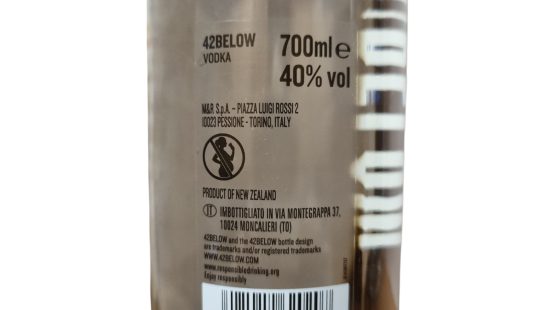 42BELOW
VODKA
700ml e
40% vol
M&R S.p.A. – PIAZZA LUIGI ROSSI 2
10023 PESSIONE - TORINO, ITALY
PRODUCT OF NEW ZEALAND
IT IMBOTTIGLIATO IN VIA MONTEGRAPPA 37,
10024 MONCALIERI (TO)
42BELOW and the 42BELOW bottle design
are trademarks and/or registered trademarks
WWW.42BELOW.COM
www.responsibledrinking.org
Enjoy responsibly